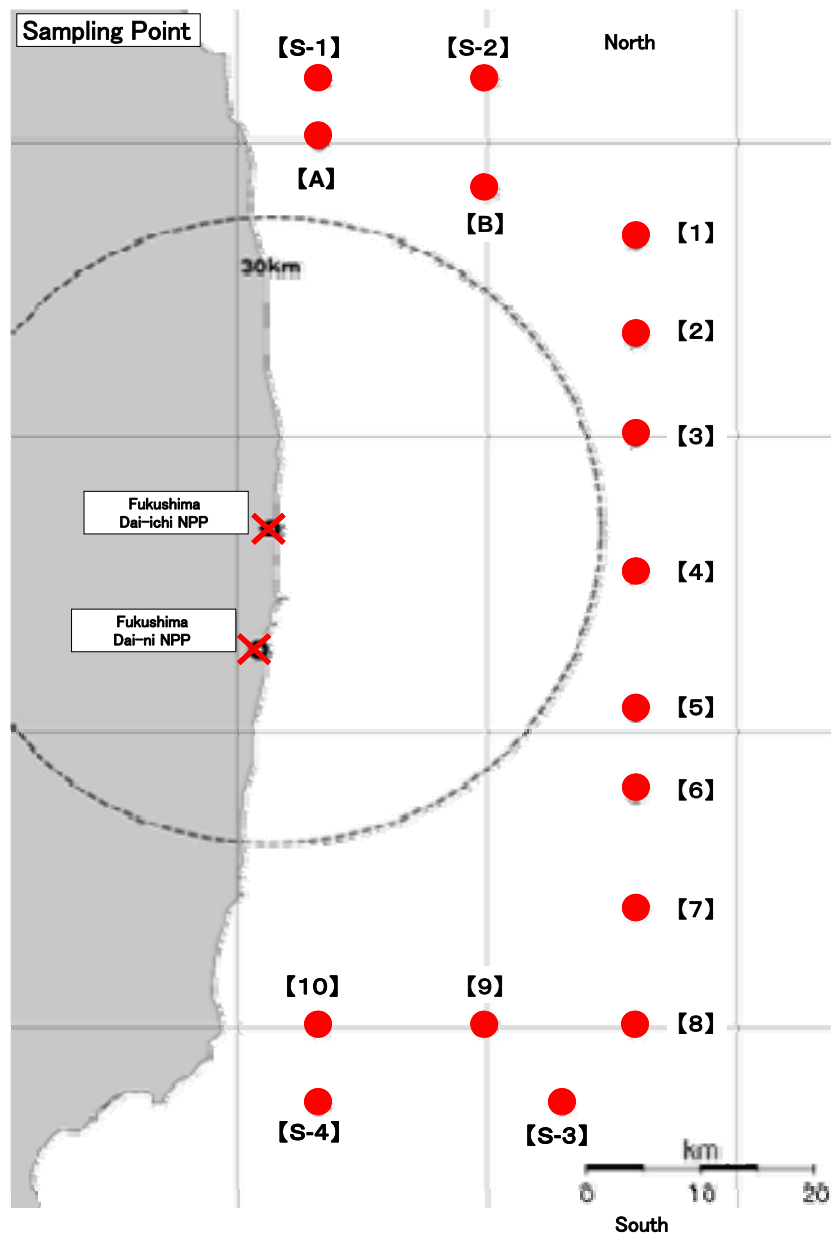 Sampling Point
【S-1】
【S-2】
North
【A】
【B】
【1】
30km
【2】
【3】
Fukushima
Dai-ichi NPP
【4】
Fukushima
Dai-ni NPP
【5】
【6】
【7】
【10】
【9】
【8】
【S-4】
【S-3】
km
0 10 20
South